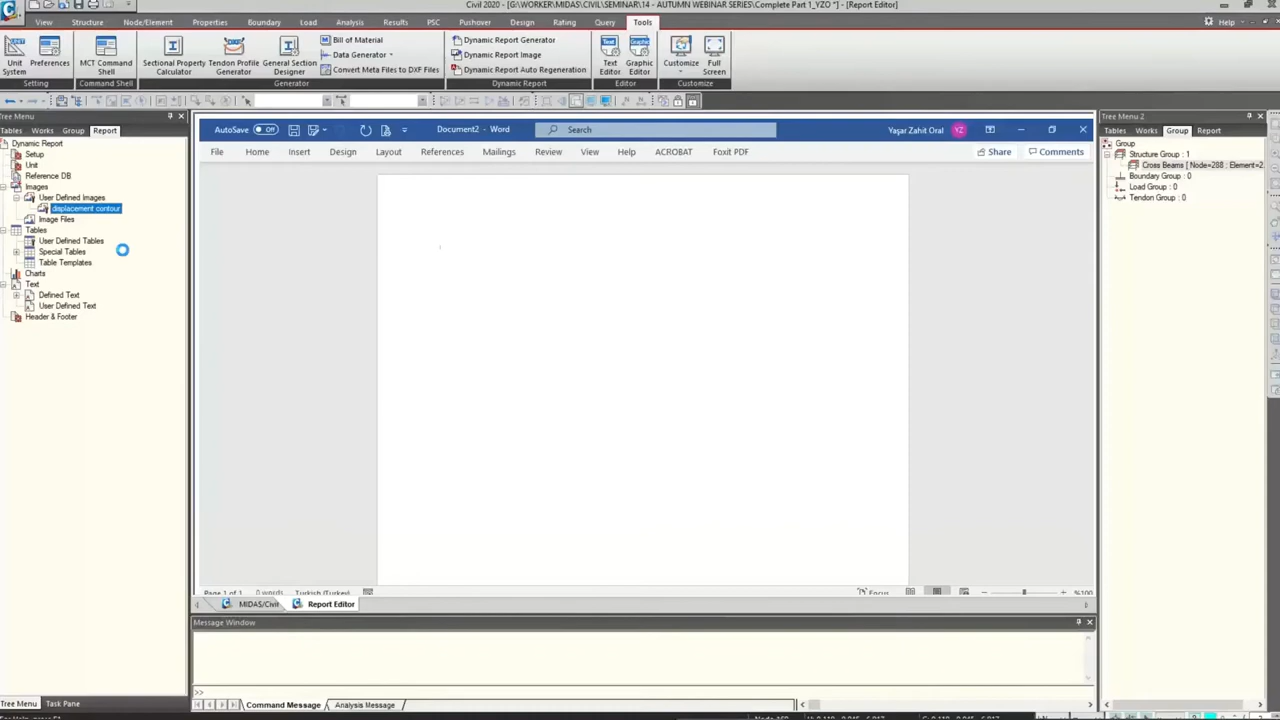 Civil 2020 - [G:\WORKER\MIDAS\CIVIL\SEMINAR\14 - AUTUMN WEBINAR SERIES\Complete Part 1_YZO *] - [Report Editor]
View Structure Node/Element Properties Boundary Load Analysis Results PSC Pushover Design Rating Query Tools Help
Unit System
Preferences
Setting
MCT Command Shell
Command Shell
Sectional Property Calculator
Tendon Profile Generator
General Section Designer
Bill of Material
Data Generator
Convert Meta Files to DXF Files
Generator
Dynamic Report Generator
Dynamic Report Image
Dynamic Report Auto Regeneration
Dynamic Report
Text Editor
Graphic Editor
Editor
Customize
Full Screen
Customize
Tree Menu
Tables Works Group Report
Dynamic Report
Setup
Unit
Reference DB
Images
User Defined Images
displacement contour
Image Files
Tables
User Defined Tables
Special Tables
Table Templates
Charts
Text
Defined Text
User Defined Text
Header & Footer
Tree Menu Task Pane
AutoSave Off
Document2 - Word
Search
Yaşar Zahit Oral YZ
File Home Insert Design Layout References Mailings Review View Help ACROBAT Foxit PDF Share Comments
Page 1 of 1 0 words Turkish (Turkey) Focus %100
MIDAS/Civil Report Editor
Message Window
>>
Command Message Analysis Message
Tree Menu 2
Tables Works Group Report
Group
Structure Group : 1
Cross Beams [ Node=288 ; Element=2
Boundary Group : 0
Load Group : 0
Tendon Group : 0